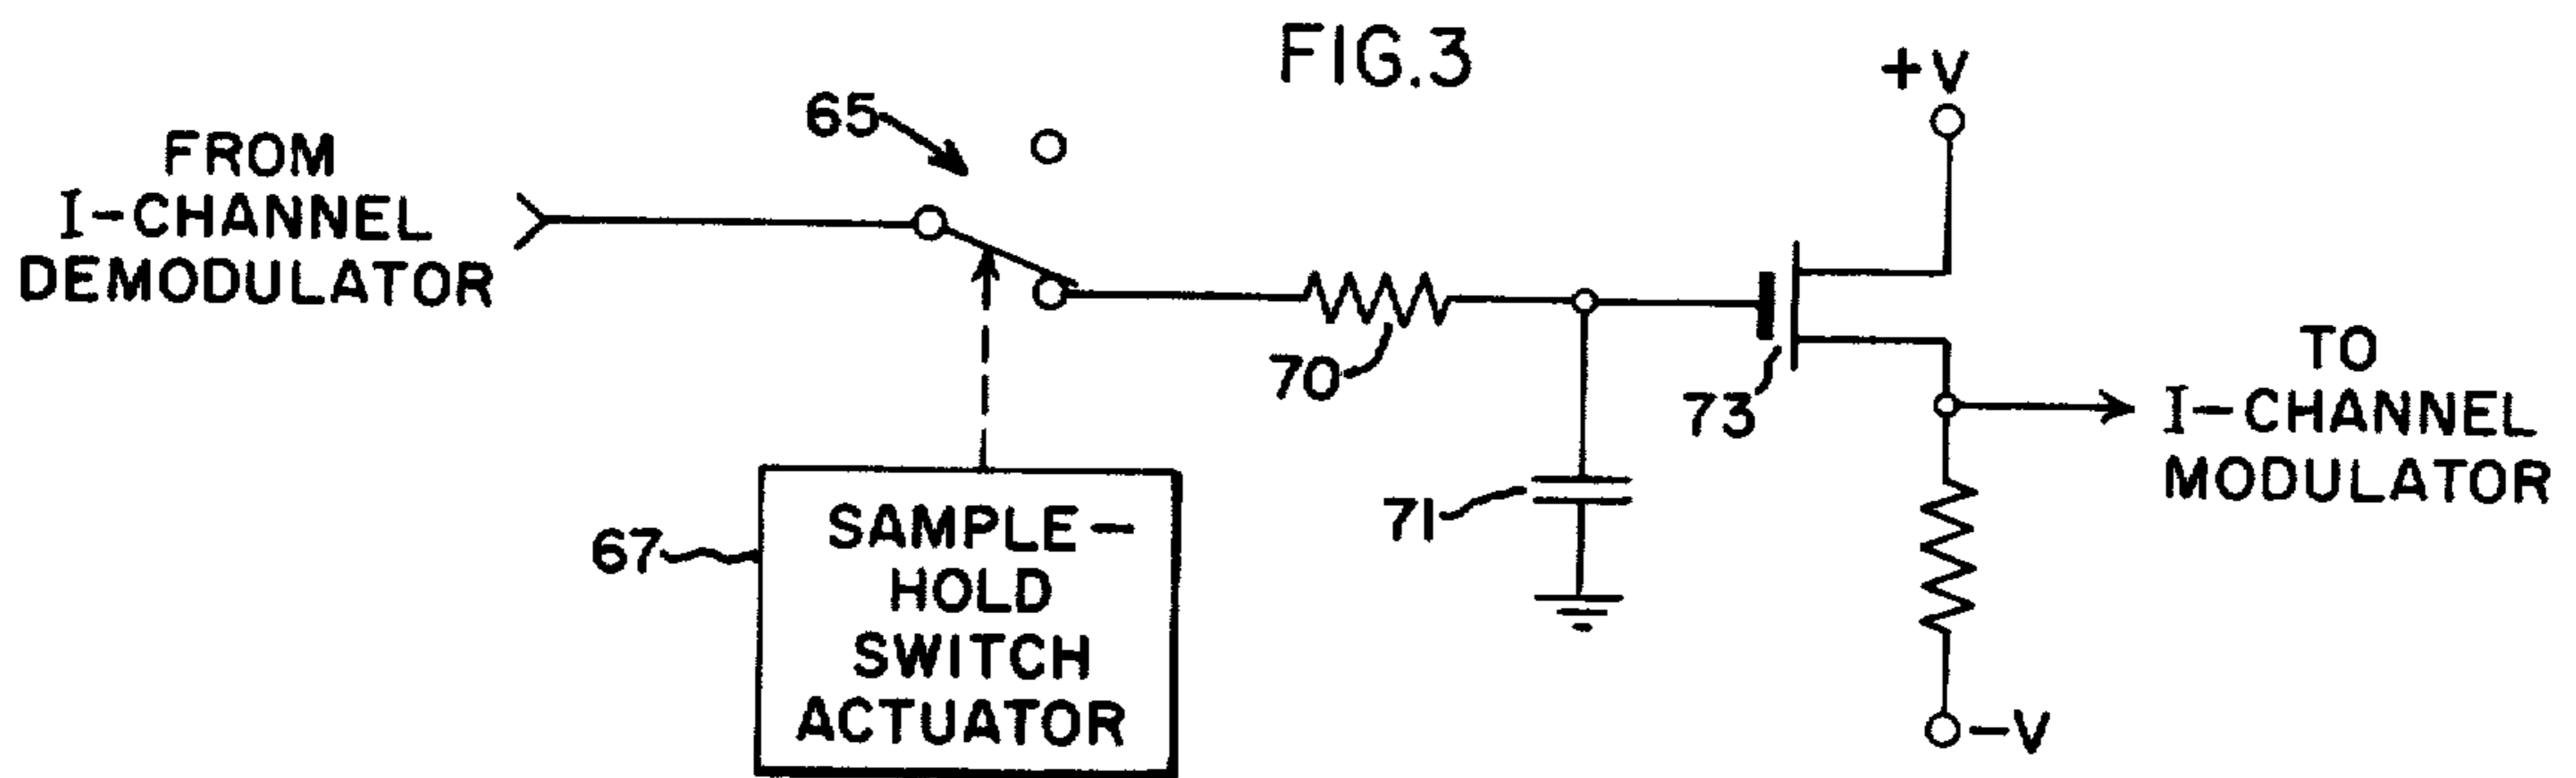 FIG.3
+V
65
FROM
I-CHANNEL
DEMODULATOR
70
73
TO
I-CHANNEL
MODULATOR
71
67
SAMPLE-
HOLD
SWITCH
ACTUATOR
-V